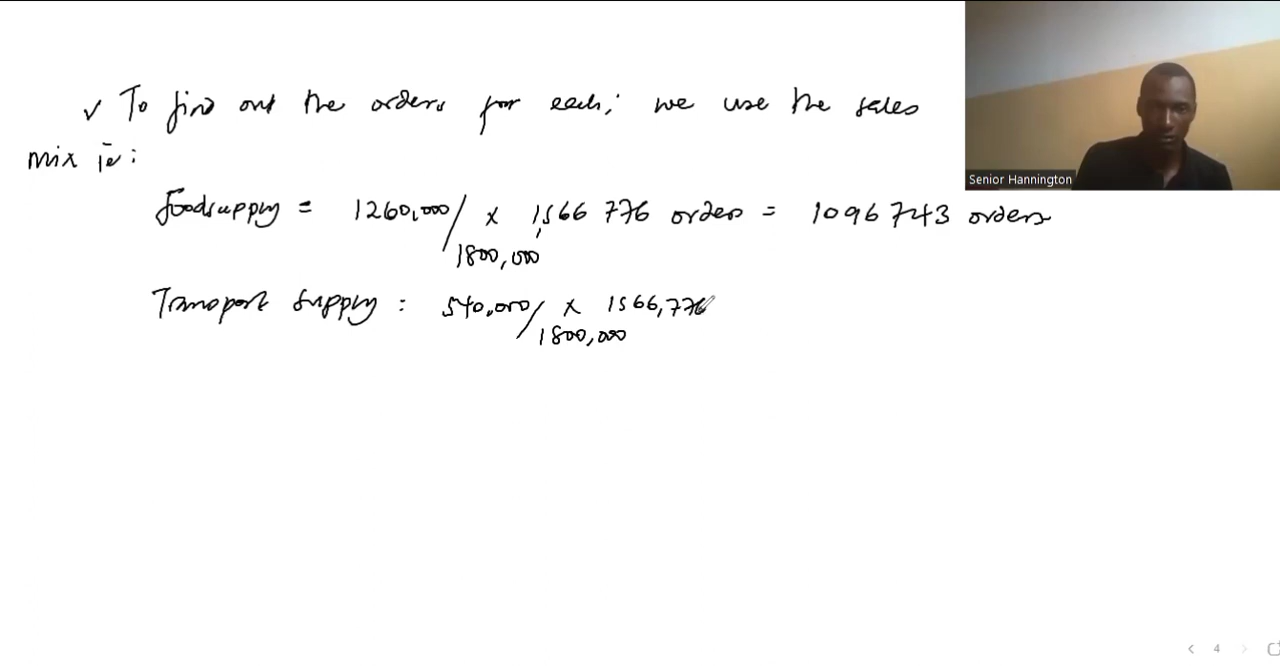 ✓ To find out the orders for each; we use the sales
mix ie:
Senior Hannington
Foodsupply = 1260,000/1800,000 x 1,566 776 orders = 1096 743 orders
Transport supply : 540,000/1800,000 x 1566,776
< 4 >